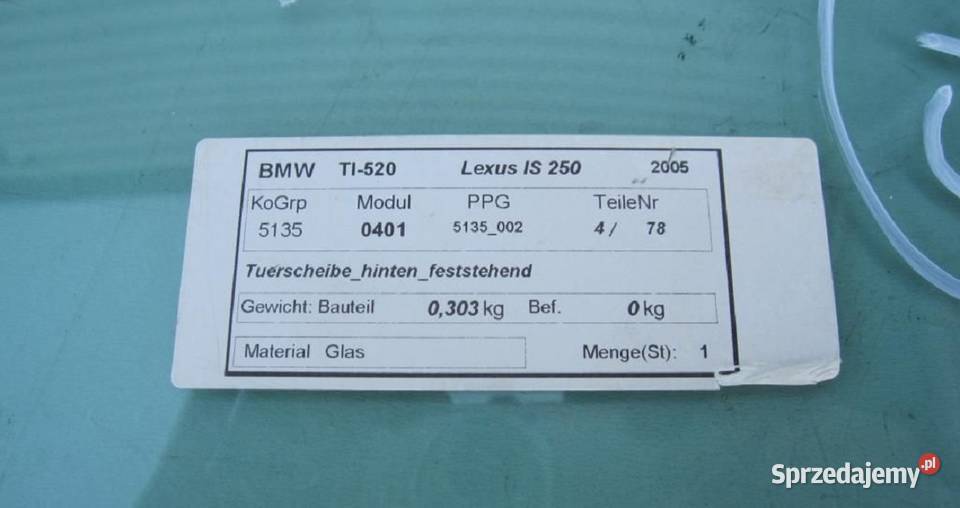 BMW TI-520 Lexus IS 250 2005
KoGrp Modul PPG TeileNr
5135 0401 5135_002 4 / 78
Tuerscheibe_hinten_feststehend
Gewicht: Bauteil 0,303 kg Bef. 0 kg
Material Glas Menge(St): 1
Sprzedajemy.pl